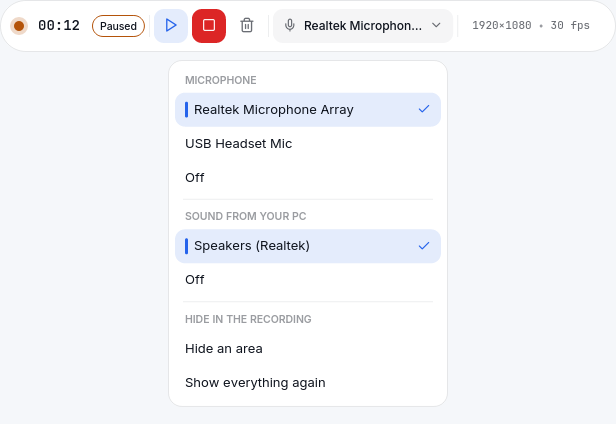 00:12 Paused Realtek Microphon... 1920×1080 • 30 fps
MICROPHONE
Realtek Microphone Array
USB Headset Mic
Off
SOUND FROM YOUR PC
Speakers (Realtek)
Off
HIDE IN THE RECORDING
Hide an area
Show everything again